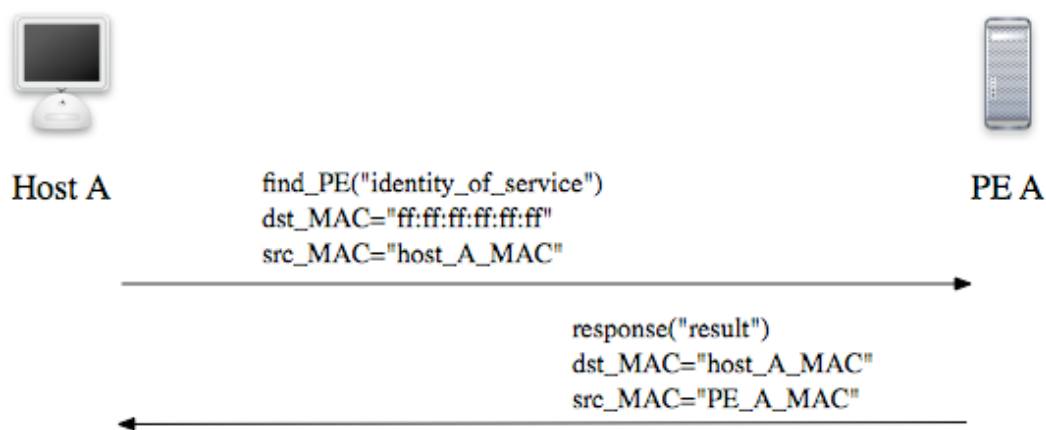 Host A
PE A
find_PE("identity_of_service")
dst_MAC="ff:ff:ff:ff:ff:ff"
src_MAC="host_A_MAC"
response("result")
dst_MAC="host_A_MAC"
src_MAC="PE_A_MAC"